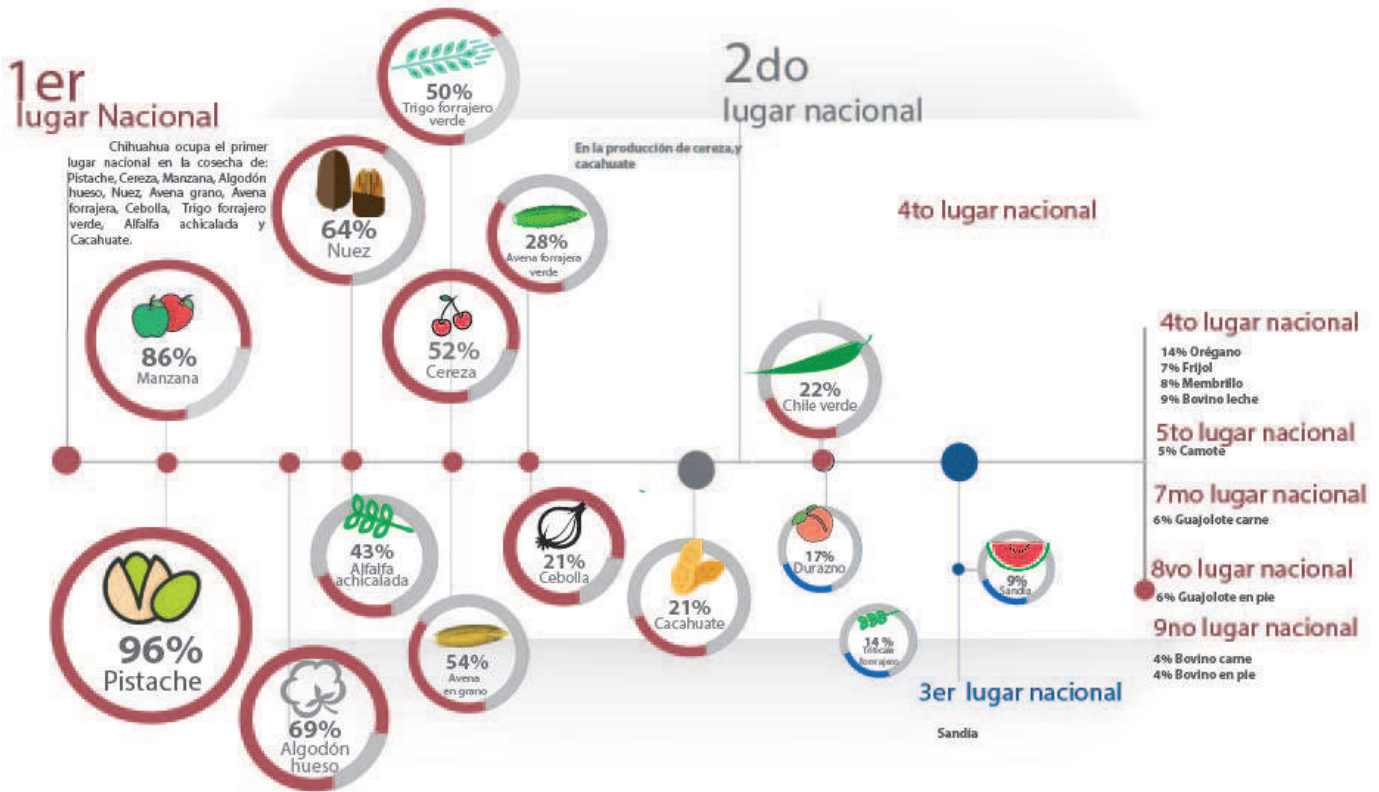 1er
lugar Nacional
Chihuahua ocupa el primer
lugar nacional en la cosecha de:
Pistache, Cereza, Manzana, Algodón
hueso, Nuez, Avena grano, Avena
forrajera, Cebolla, Trigo forrajero
verde, Alfalfa achicalada y
Cacahuate.
50%
Trigo forrajero
verde
64%
Nuez
28%
Avena forrajera
verde
86%
Manzana
52%
Cereza
2do
lugar nacional
En la producción de cereza,y
cacahuate
4to lugar nacional
22%
Chile verde
96%
Pistache
69%
Algodón
hueso
43%
Alfalfa
achicalada
54%
Avena
en grano
21%
Cebolla
21%
Cacahuate
17%
Durazno
14 %
Triticale
forrajero
9%
Sandía
3er lugar nacional
Sandía
4to lugar nacional
14% Orégano
7% Frijol
8% Membrillo
9% Bovino leche
5to lugar nacional
5% Camote
7mo lugar nacional
6% Guajolote carne
8vo lugar nacional
6% Guajolote en pie
9no lugar nacional
4% Bovino carne
4% Bovino en pie